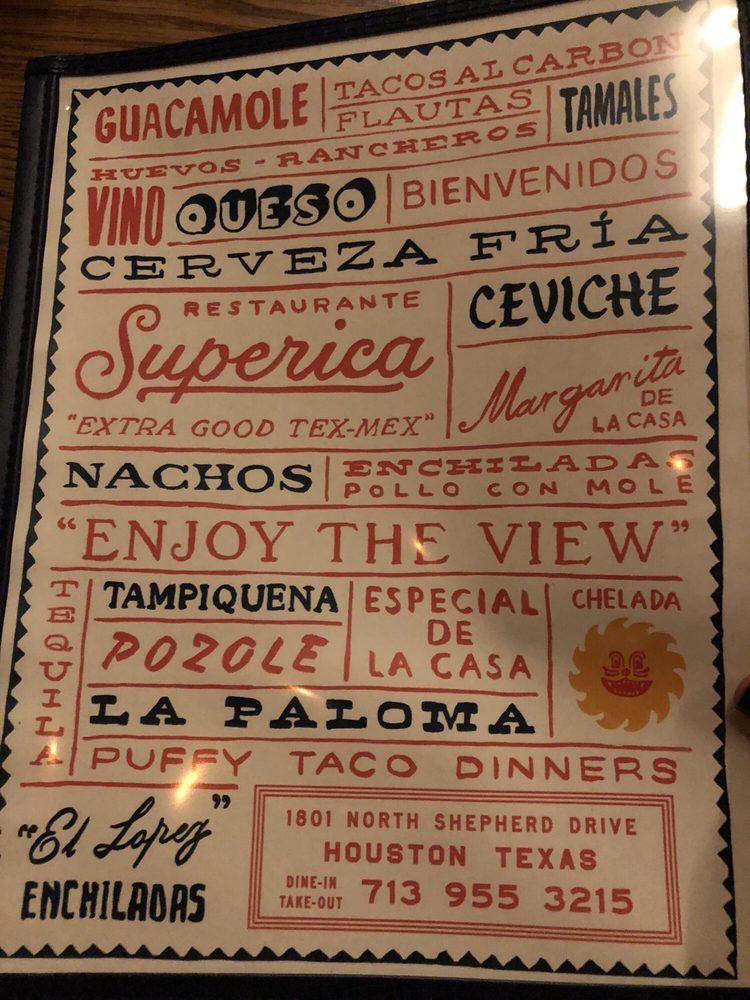 GUACAMOLE
TACOS AL CARBON
FLAUTAS
TAMALES
HUEVOS - RANCHEROS
VINO
QUESO
BIENVENIDOS
CERVEZA FRÍA
RESTAURANTE
Superica
"EXTRA GOOD TEX-MEX"
CEVICHE
Margarita
DE
LA CASA
NACHOS
ENCHILADAS
POLLO CON MOLE
"ENJOY THE VIEW"
TEQUILA
TAMPIQUENA
POZOLE
ESPECIAL
DE
LA CASA
CHELADA
LA PALOMA
PUFFY TACO DINNERS
"El Lopez"
ENCHILADAS
1801 NORTH SHEPHERD DRIVE
HOUSTON TEXAS
DINE-IN
TAKE-OUT
713 955 3215